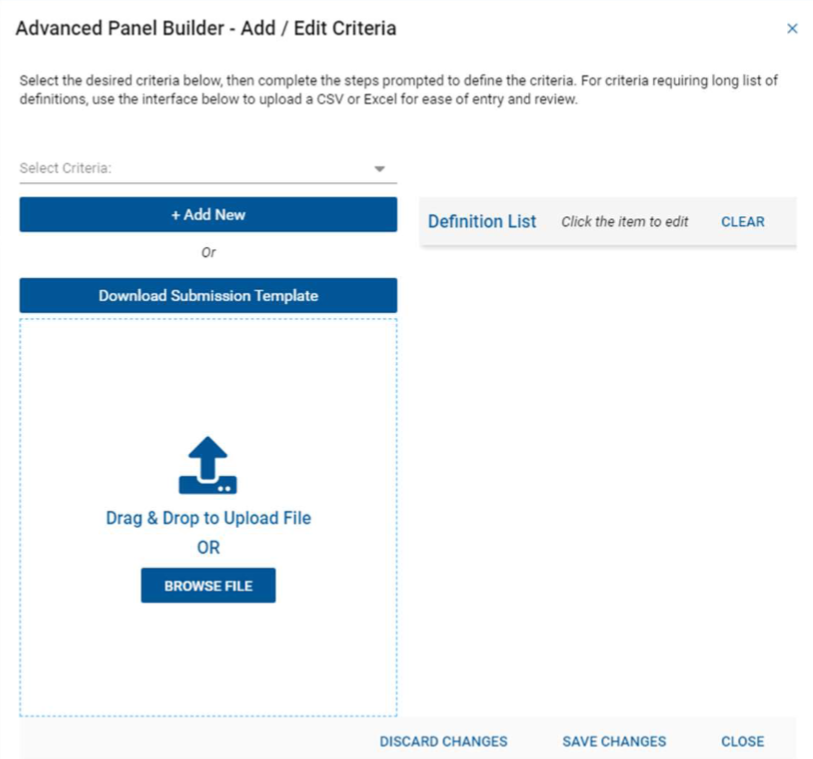 Advanced Panel Builder - Add / Edit Criteria
Select the desired criteria below, then complete the steps prompted to define the criteria. For criteria requiring long list of
definitions, use the interface below to upload a CSV or Excel for ease of entry and review.
Select Criteria:
+ Add New
Or
Download Submission Template
Drag & Drop to Upload File
OR
BROWSE FILE
Definition List Click the item to edit CLEAR
DISCARD CHANGES SAVE CHANGES CLOSE